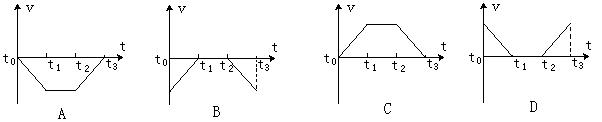 v v v v
t t t t
t₀ t₁ t₂ t₃ t₀ t₁ t₂ t₃ t₀ t₁ t₂ t₃ t₀ t₁ t₂ t₃
A B C D